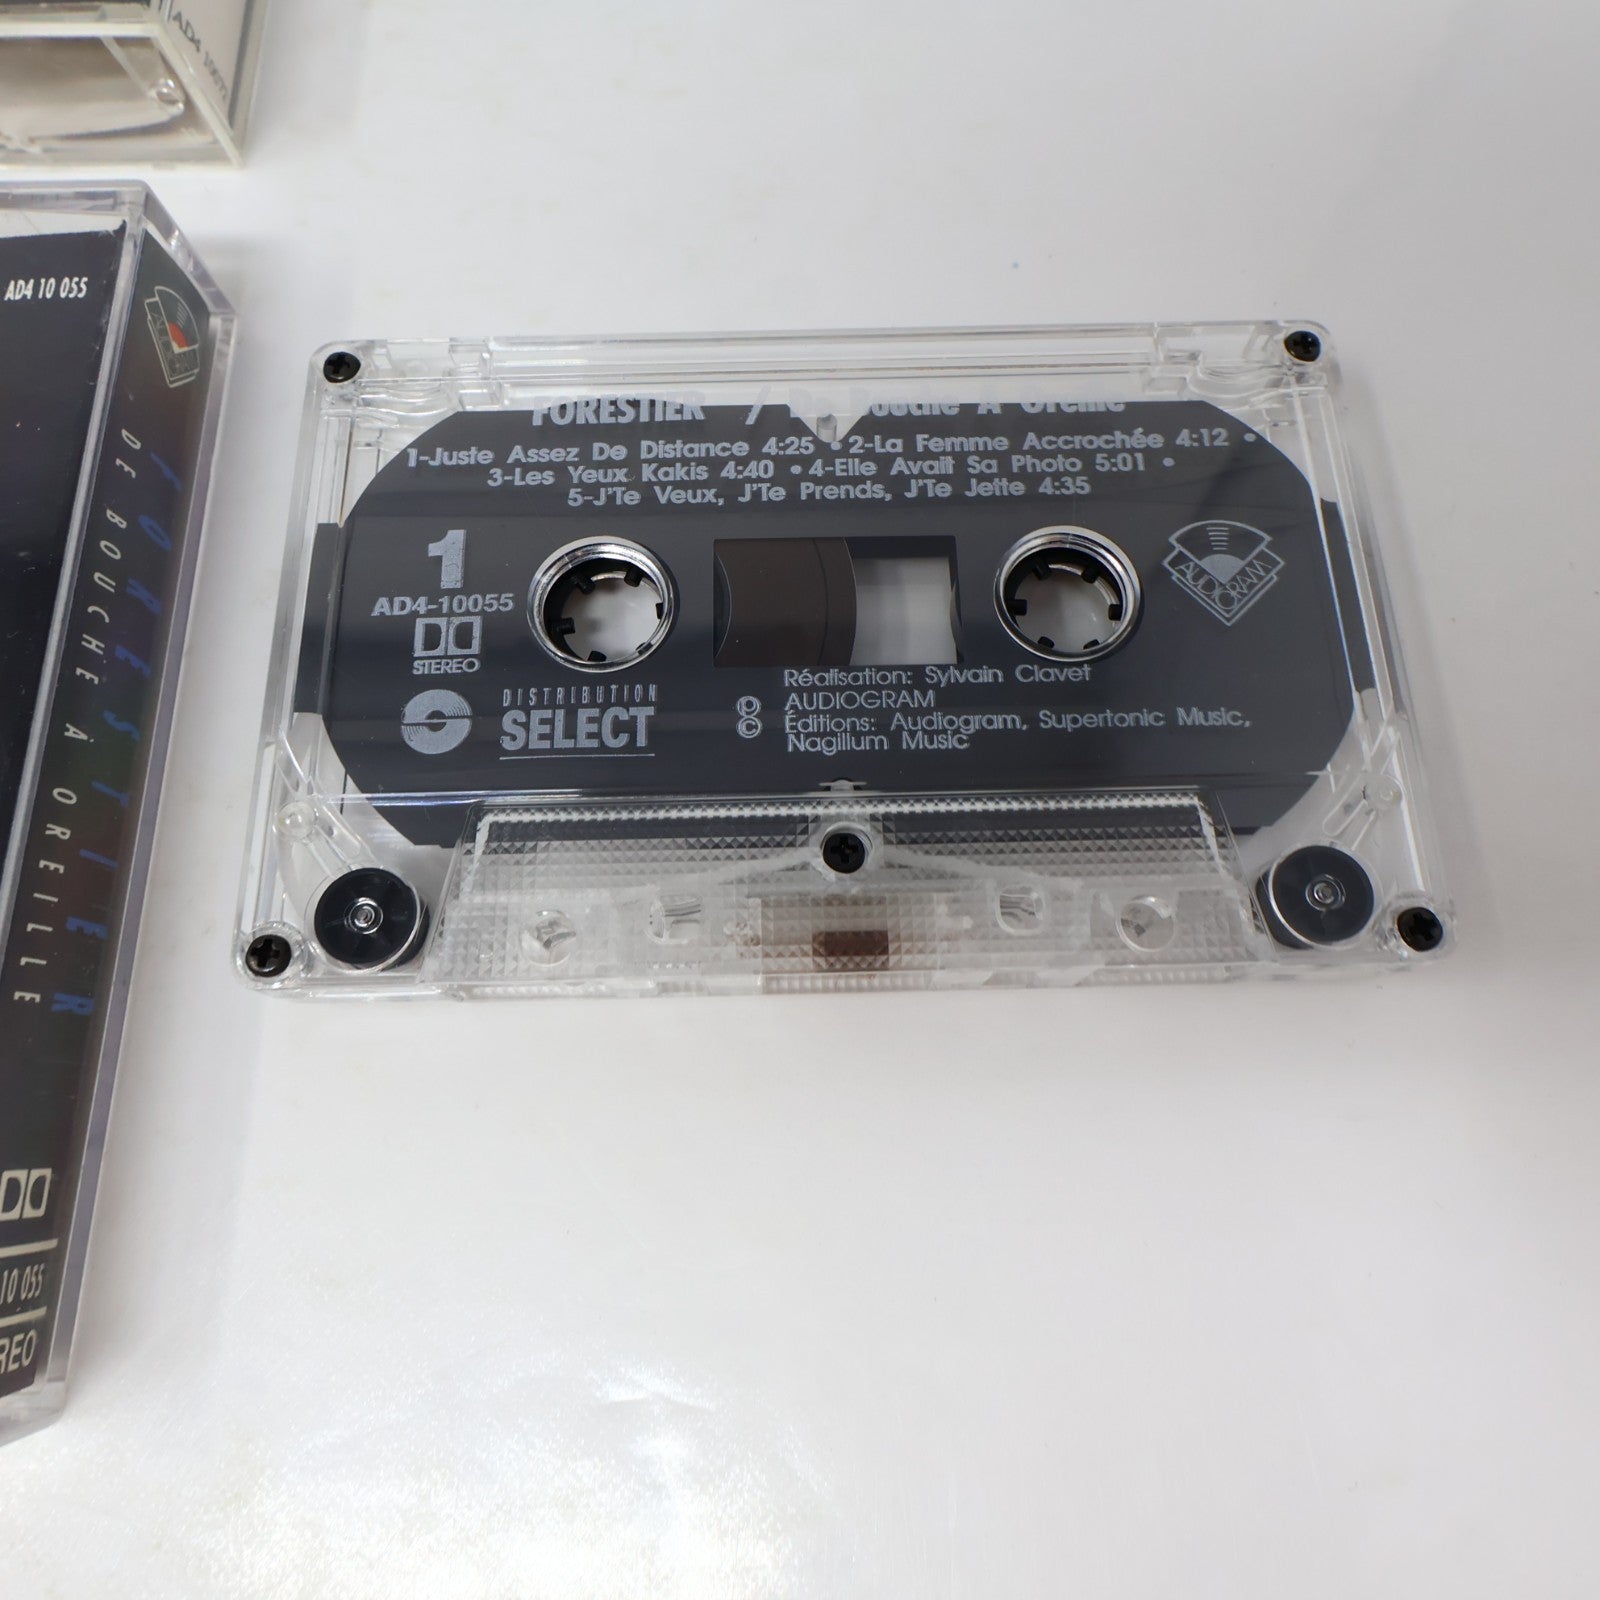 AD4 10072
AD4 10 055
AUDIOGRAM
FORESTIER
DE BOUCHE À OREILLE
10 055
REO
FORESTIER / De Bouche À Oreille
1-Juste Assez De Distance 4:25 • 2-La Femme Accrochée 4:12 •
3-Les Yeux Kakis 4:40 • 4-Elle Avait Sa Photo 5:01 •
5-J'Te Veux, J'Te Prends, J'Te Jette 4:35
1
AD4-10055
STEREO
AUDIOGRAM
DISTRIBUTION
SELECT
Réalisation: Sylvain Clavet
℗ AUDIOGRAM
© Éditions: Audiogram, Supertonic Music,
Nagillum Music